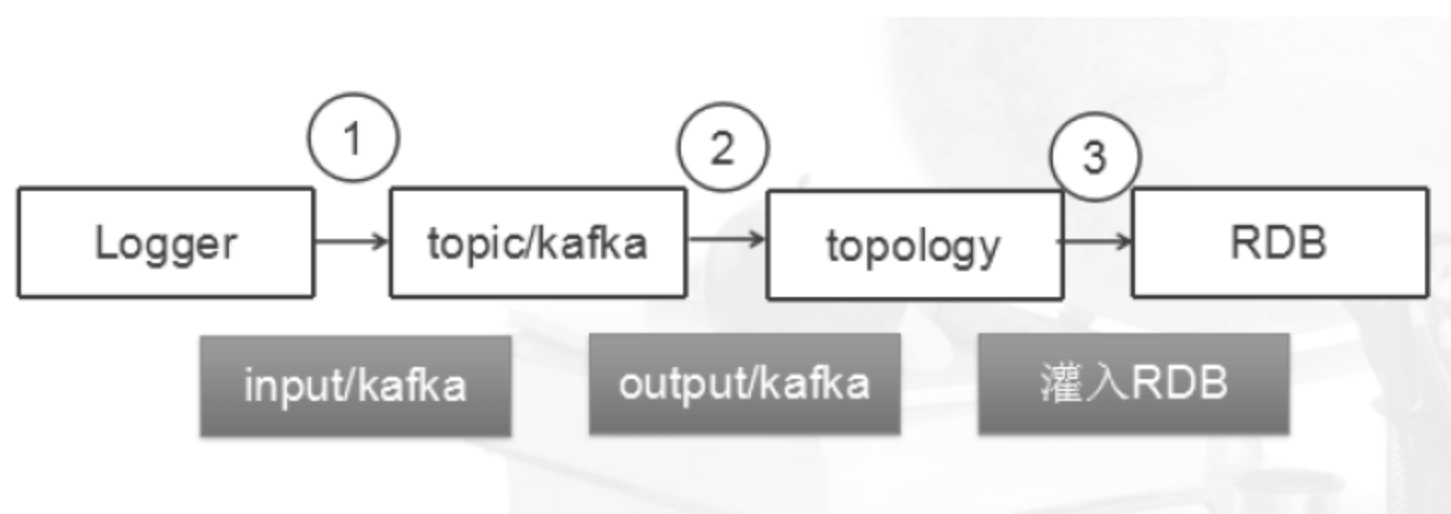 1
2
3
Logger
topic/kafka
topology
RDB
input/kafka
output/kafka
灌入RDB